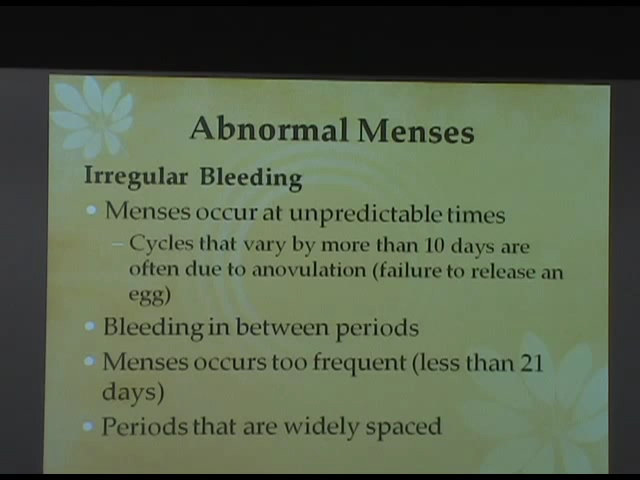 Abnormal Menses
Irregular Bleeding
• Menses occur at unpredictable times
– Cycles that vary by more than 10 days are
often due to anovulation (failure to release an
egg)
• Bleeding in between periods
• Menses occurs too frequent (less than 21
days)
• Periods that are widely spaced